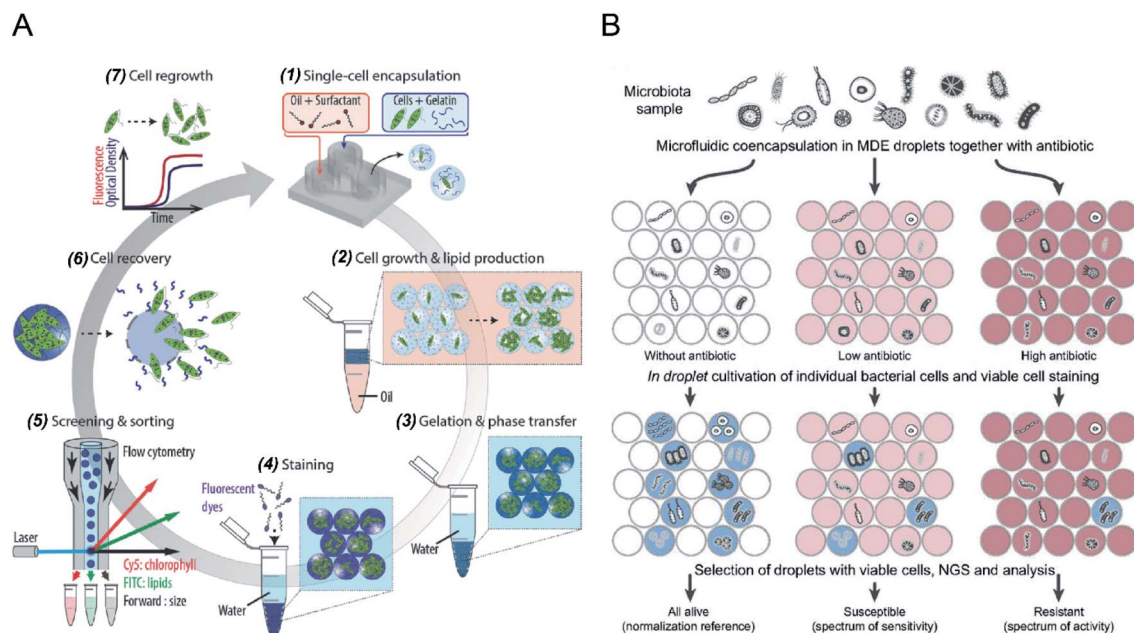 A
(7) Cell regrowth
Fluorescence
Optical Density
Time
(1) Single-cell encapsulation
Oil + Surfactant
Cells + Gelatin
(2) Cell growth & lipid production
Oil
(3) Gelation & phase transfer
Water
(4) Staining
Fluorescent
dyes
Water
(5) Screening & sorting
Flow cytometry
Laser
Cy5: chlorophyll
FITC: lipids
Forward : size
(6) Cell recovery
B
Microbiota
sample
Microfluidic coencapsulation in MDE droplets together with antibiotic
Without antibiotic
Low antibiotic
High antibiotic
In droplet cultivation of individual bacterial cells and viable cell staining
Selection of droplets with viable cells, NGS and analysis
All alive
(normalization reference)
Susceptible
(spectrum of sensitivity)
Resistant
(spectrum of activity)